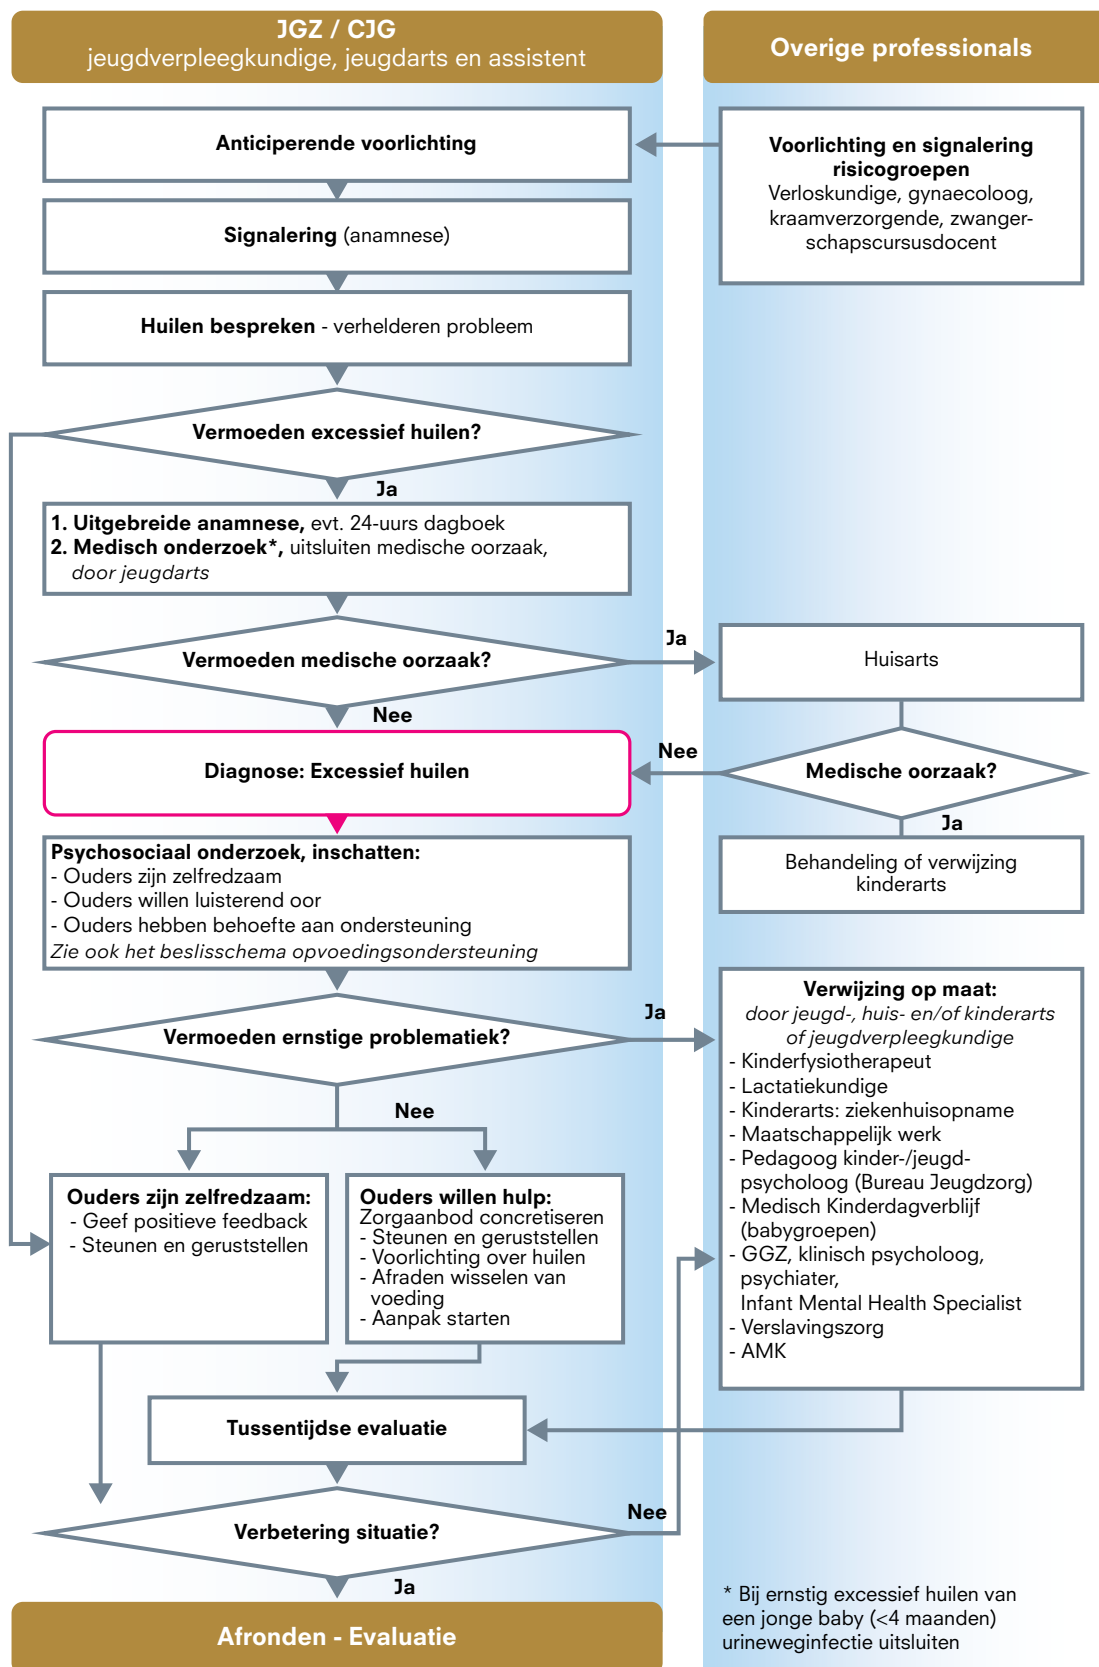 JGZ / CJG
jeugdverpleegkundige, jeugdarts en assistent
Overige professionals
Anticiperende voorlichting
Voorlichting en signalering
risicogroepen
Verloskundige, gynaecoloog,
kraamverzorgende, zwanger-
schapscursusdocent
Signalering (anamnese)
Huilen bespreken - verhelderen probleem
Vermoeden excessief huilen?
Ja
1. Uitgebreide anamnese, evt. 24-uurs dagboek
2. Medisch onderzoek*, uitsluiten medische oorzaak,
door jeugdarts
Vermoeden medische oorzaak?
Ja
Huisarts
Nee
Diagnose: Excessief huilen
Nee
Medische oorzaak?
Ja
Behandeling of verwijzing
kinderarts
Psychosociaal onderzoek, inschatten:
- Ouders zijn zelfredzaam
- Ouders willen luisterend oor
- Ouders hebben behoefte aan ondersteuning
Zie ook het beslisschema opvoedingsondersteuning
Vermoeden ernstige problematiek?
Ja
Verwijzing op maat:
door jeugd-, huis- en/of kinderarts
of jeugdverpleegkundige
- Kinderfysiotherapeut
- Lactatiekundige
- Kinderarts: ziekenhuisopname
- Maatschappelijk werk
- Pedagoog kinder-/jeugd-
psycholoog (Bureau Jeugdzorg)
- Medisch Kinderdagverblijf
(babygroepen)
- GGZ, klinisch psycholoog,
psychiater,
Infant Mental Health Specialist
- Verslavingszorg
- AMK
Nee
Ouders zijn zelfredzaam:
- Geef positieve feedback
- Steunen en geruststellen
Ouders willen hulp:
Zorgaanbod concretiseren
- Steunen en geruststellen
- Voorlichting over huilen
- Afraden wisselen van
voeding
- Aanpak starten
Tussentijdse evaluatie
Verbetering situatie?
Nee
Ja
Afronden - Evaluatie
* Bij ernstig excessief huilen van
een jonge baby (<4 maanden)
urineweginfectie uitsluiten